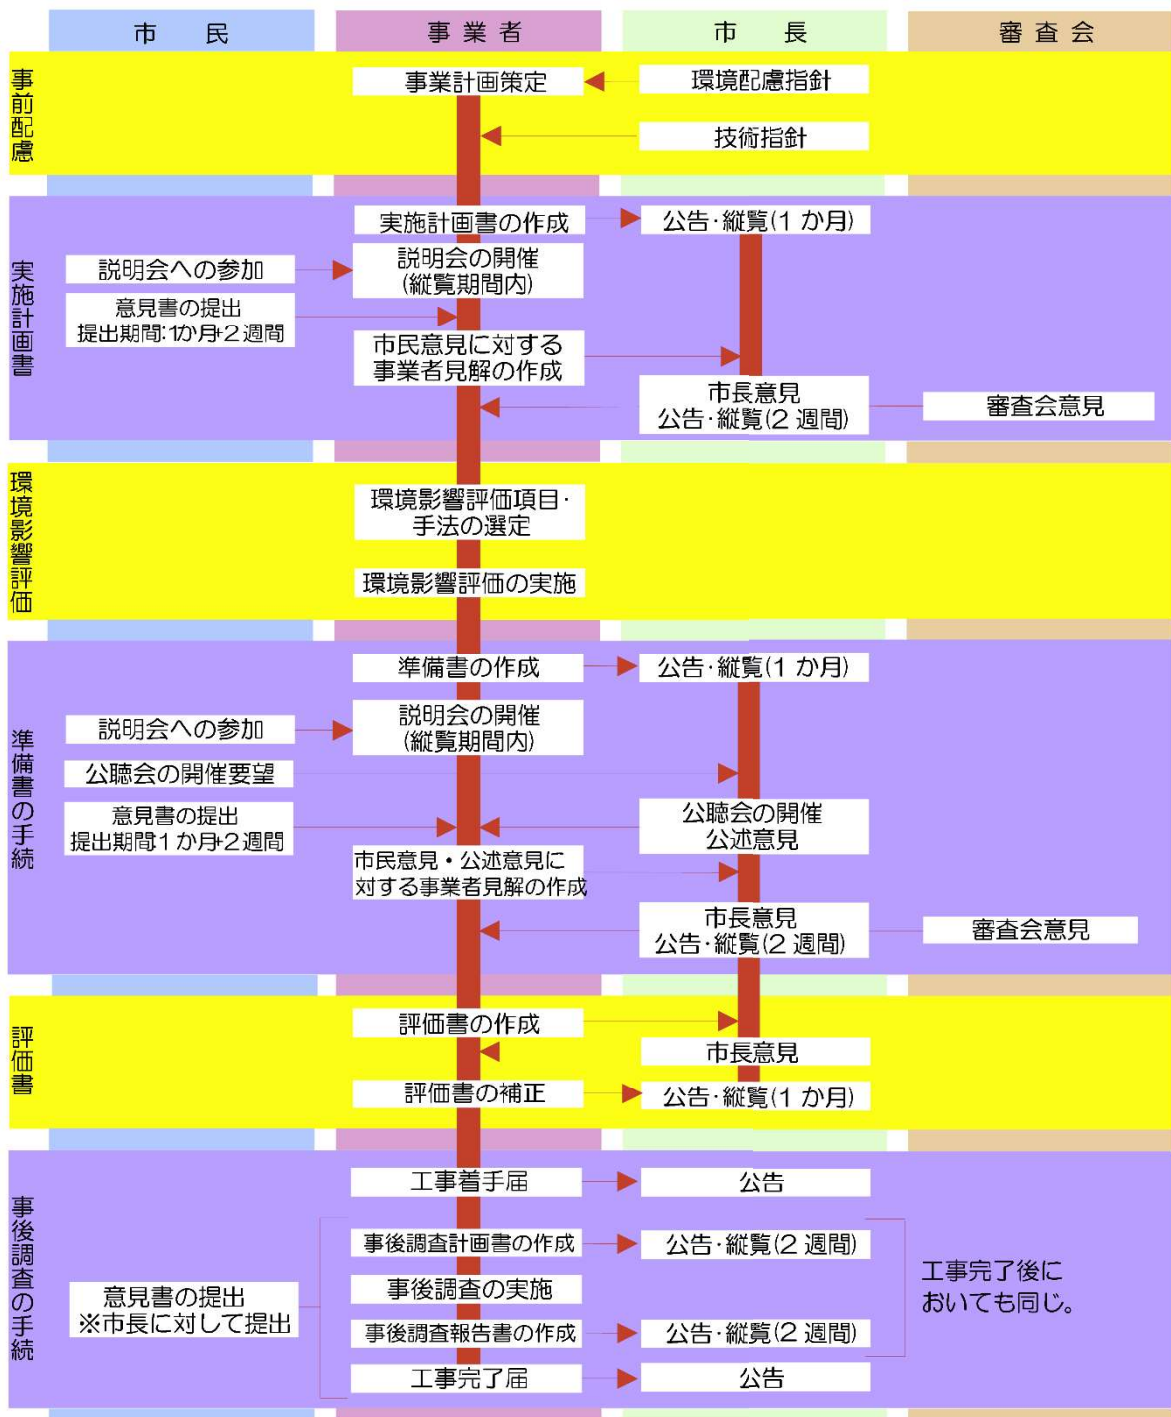 市　民
事業者
市　長
審査会
事前配慮
事業計画策定
環境配慮指針
技術指針
実施計画書
実施計画書の作成
公告・縦覧(1か月)
説明会への参加
説明会の開催
(縦覧期間内)
意見書の提出
提出期間:1か月+2週間
市民意見に対する
事業者見解の作成
市長意見
公告・縦覧(2週間)
審査会意見
環境影響評価
環境影響評価項目・
手法の選定
環境影響評価の実施
準備書の手続
準備書の作成
公告・縦覧(1か月)
説明会への参加
説明会の開催
(縦覧期間内)
公聴会の開催要望
意見書の提出
提出期間:1か月+2週間
公聴会の開催
公述意見
市民意見・公述意見に
対する事業者見解の作成
市長意見
公告・縦覧(2週間)
審査会意見
評価書
評価書の作成
市長意見
評価書の補正
公告・縦覧(1か月)
事後調査の手続
工事着手届
公告
事後調査計画書の作成
公告・縦覧(2週間)
意見書の提出
※市長に対して提出
事後調査の実施
工事完了後に
おいても同じ。
事後調査報告書の作成
公告・縦覧(2週間)
工事完了届
公告